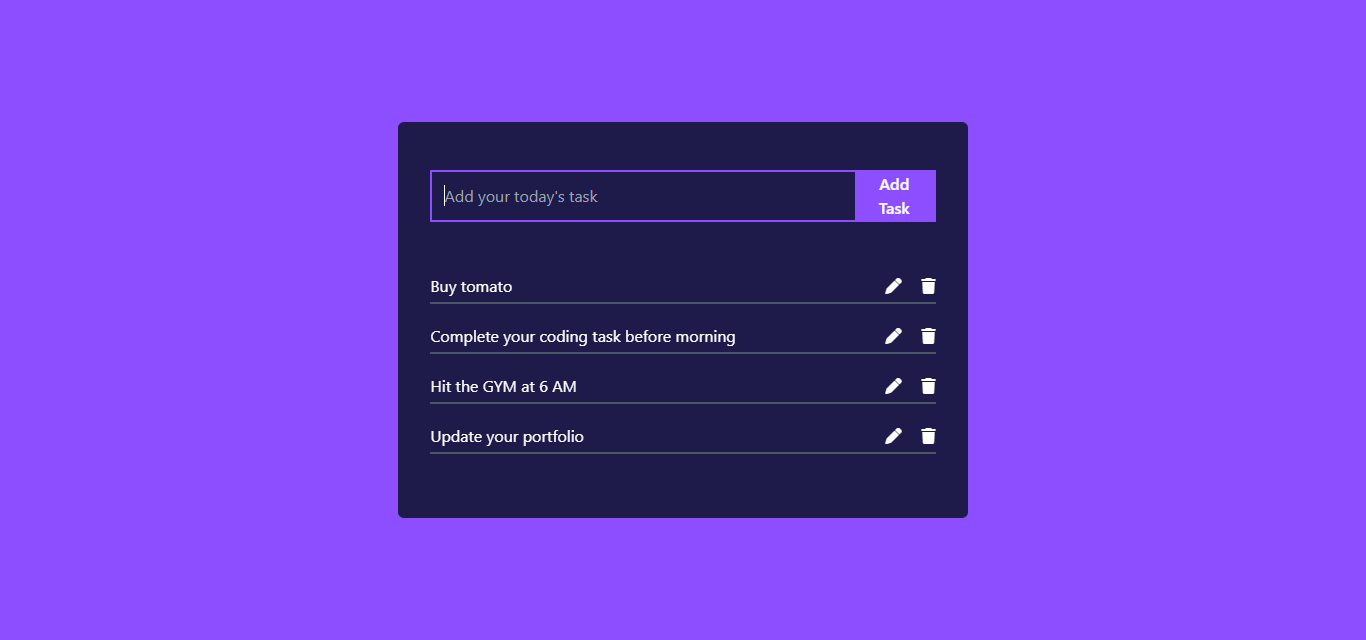 Add your today's task
Add
Task
Buy tomato
Complete your coding task before morning
Hit the GYM at 6 AM
Update your portfolio